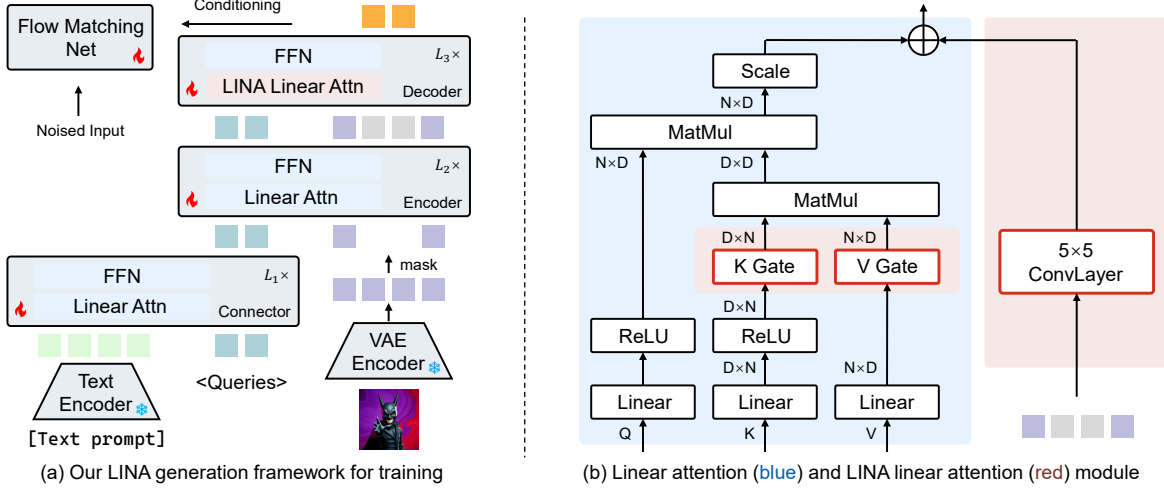 Conditioning
Flow Matching
Net
Noised Input
FFN
L₃×
LINA Linear Attn
Decoder
FFN
L₂×
Linear Attn
Encoder
mask
FFN
L₁×
Linear Attn
Connector
VAE
Encoder
Text
Encoder
<Queries>
[Text prompt]
(a) Our LINA generation framework for training
Scale
N×D
MatMul
N×D
D×D
MatMul
D×N
N×D
K Gate
V Gate
5×5
ConvLayer
D×N
ReLU
ReLU
D×N
N×D
Linear
Linear
Linear
Q
K
V
(b) Linear attention (blue) and LINA linear attention (red) module